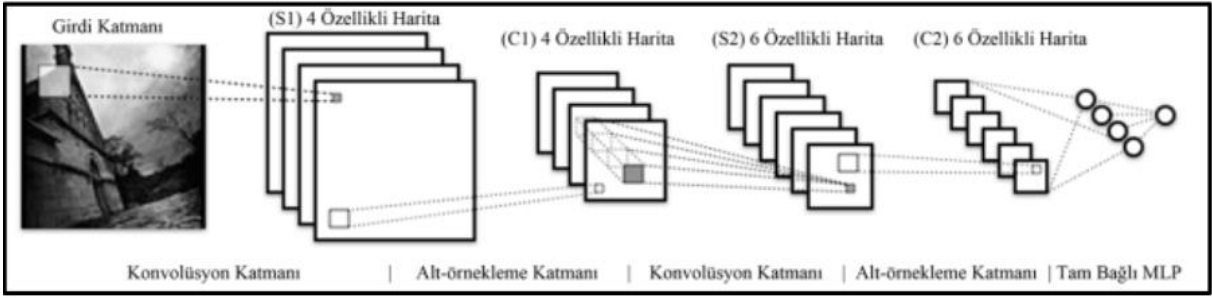 Girdi Katmanı
(S1) 4 Özellikli Harita
(C1) 4 Özellikli Harita
(S2) 6 Özellikli Harita
(C2) 6 Özellikli Harita
Konvolüsyon Katmanı | Alt-örnekleme Katmanı | Konvolüsyon Katmanı | Alt-örnekleme Katmanı | Tam Bağlı MLP